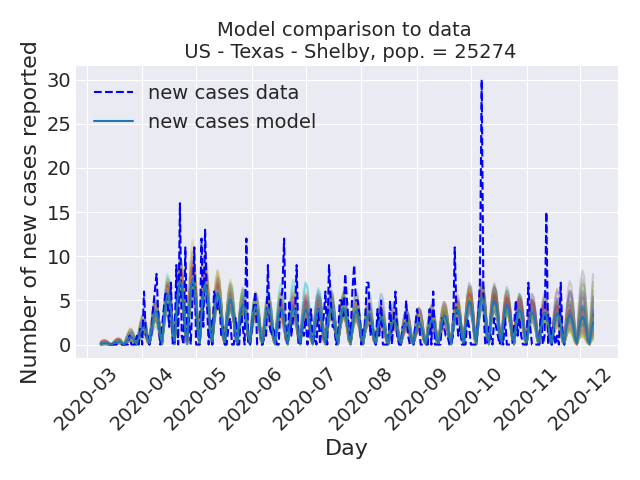 Model comparison to data
US - Texas - Shelby, pop. = 25274
Number of new cases reported
30
25
20
15
10
5
0
new cases data
new cases model
2020-03
2020-04
2020-05
2020-06
2020-07
2020-08
2020-09
2020-10
2020-11
2020-12
Day